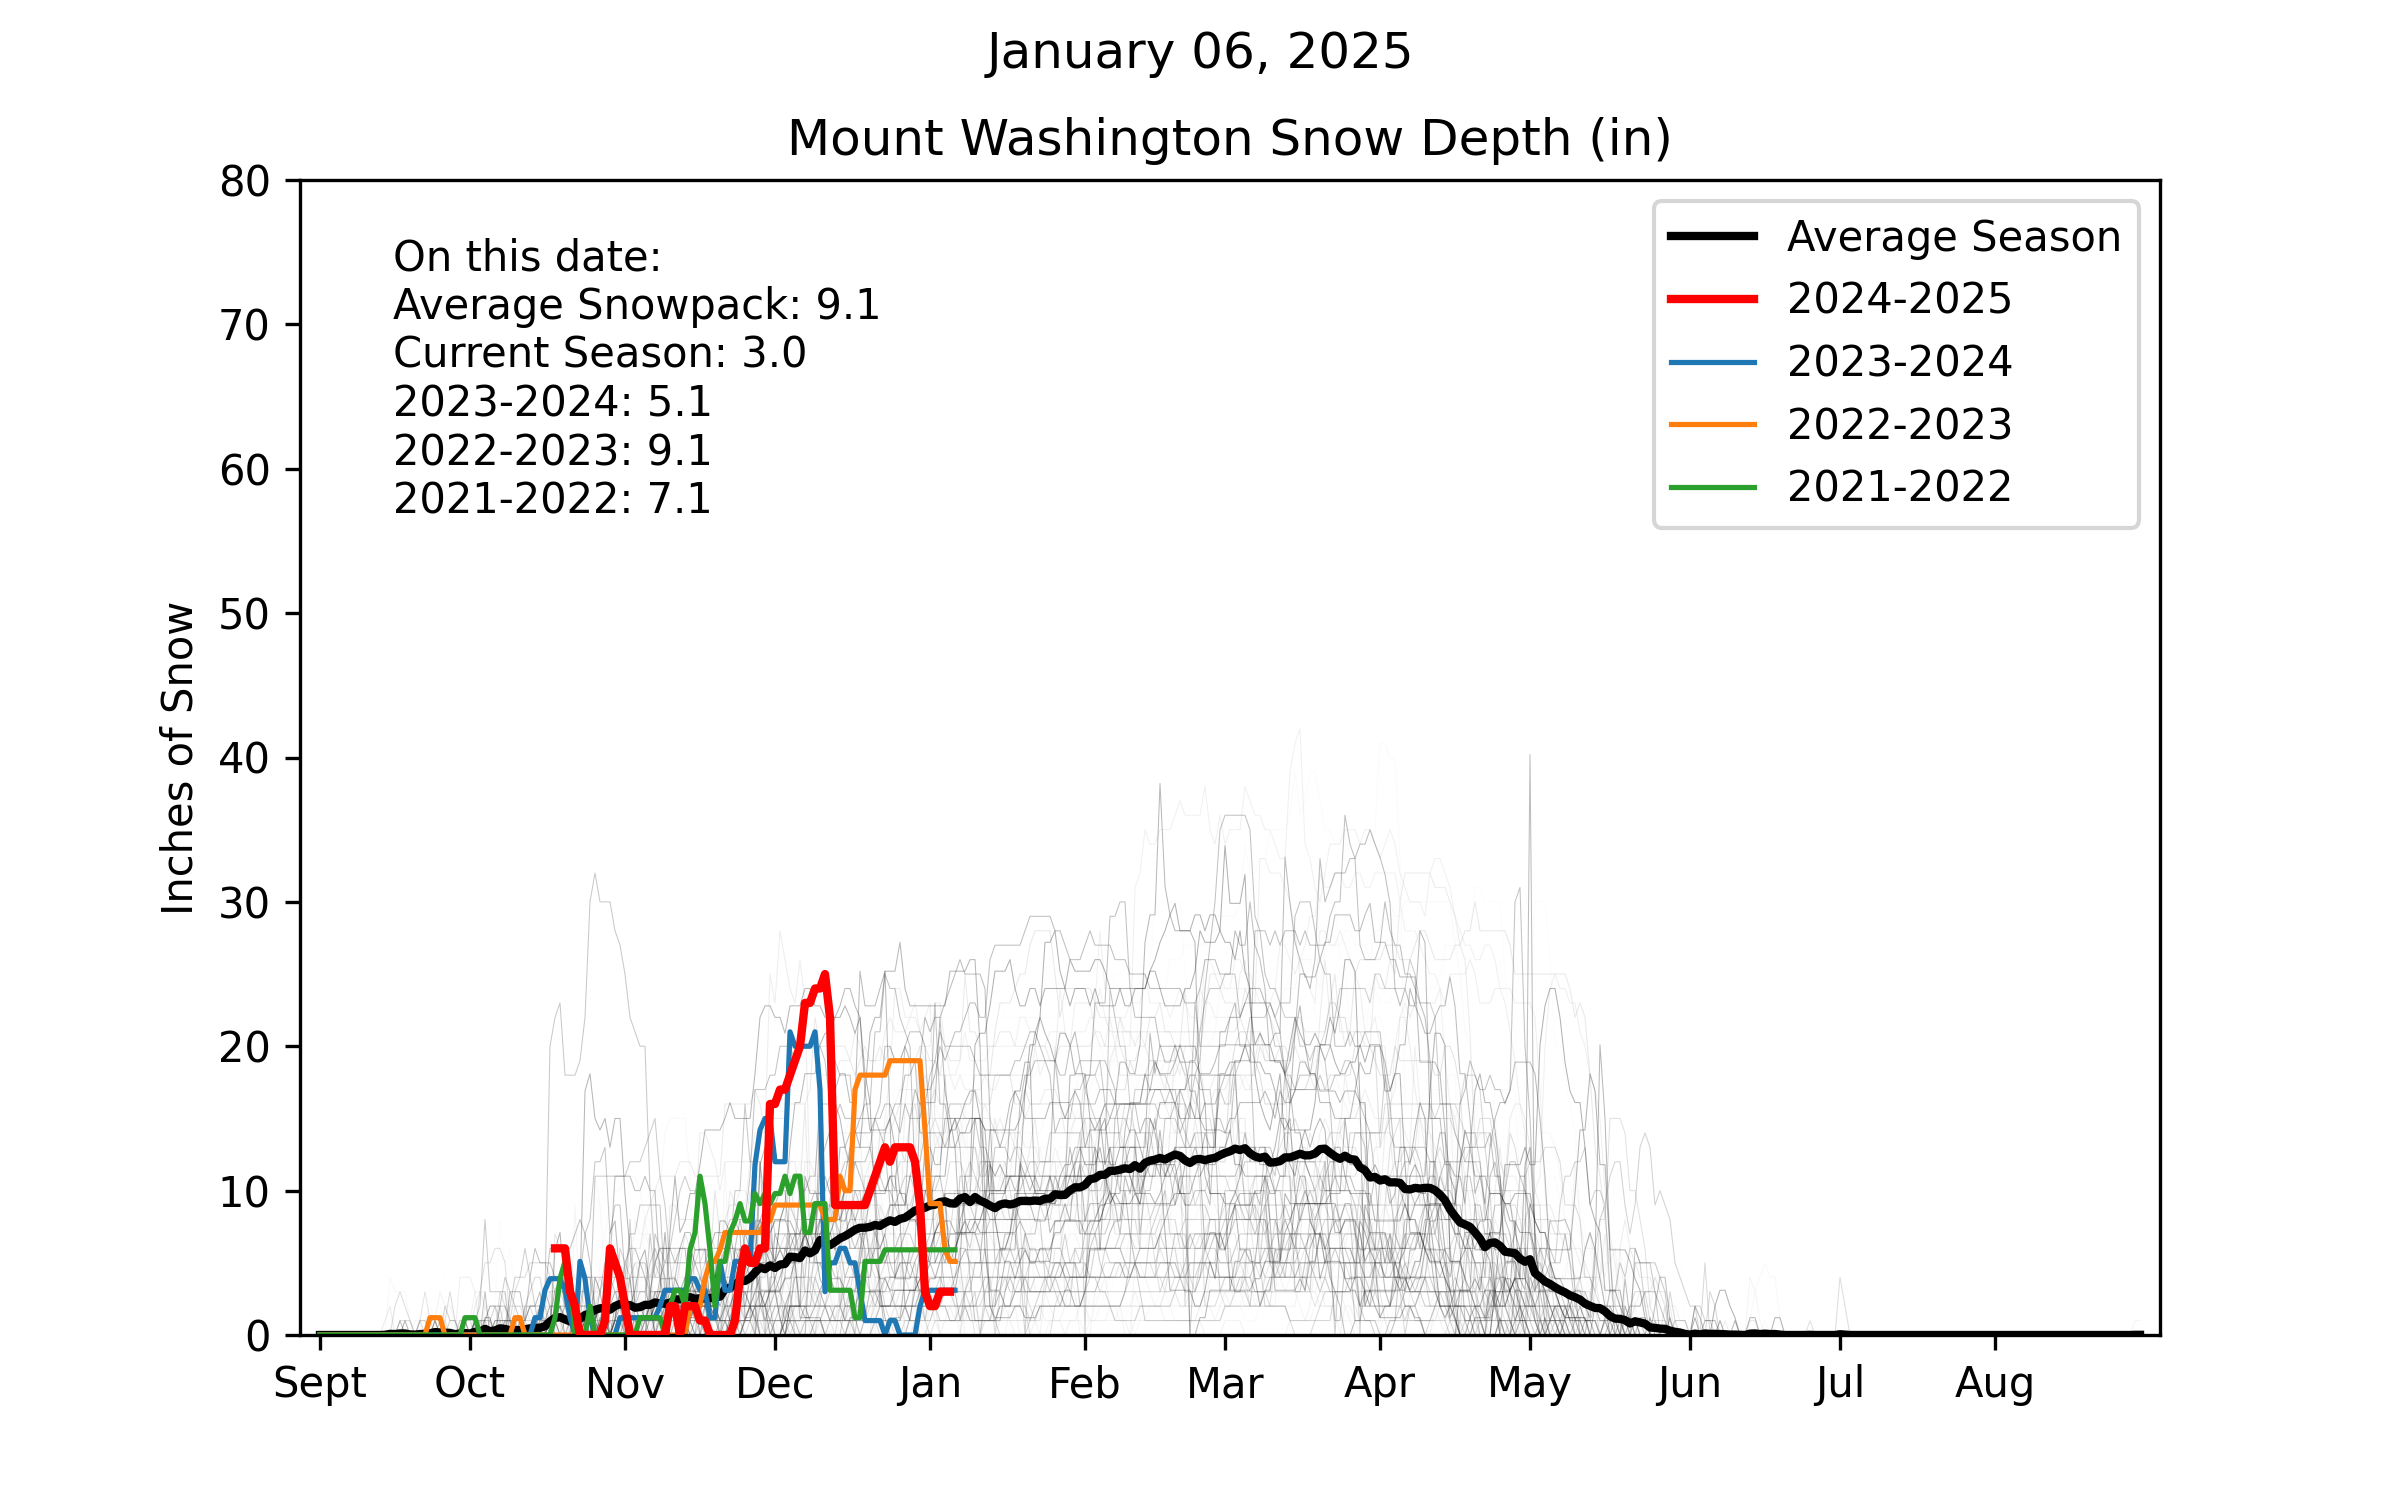 January 06, 2025
Mount Washington Snow Depth (in)
80
70
60
50
40
30
20
10
0
Inches of Snow
On this date:
Average Snowpack: 9.1
Current Season: 3.0
2023-2024: 5.1
2022-2023: 9.1
2021-2022: 7.1
Average Season
2024-2025
2023-2024
2022-2023
2021-2022
Sept Oct Nov Dec Jan Feb Mar Apr May Jun Jul Aug